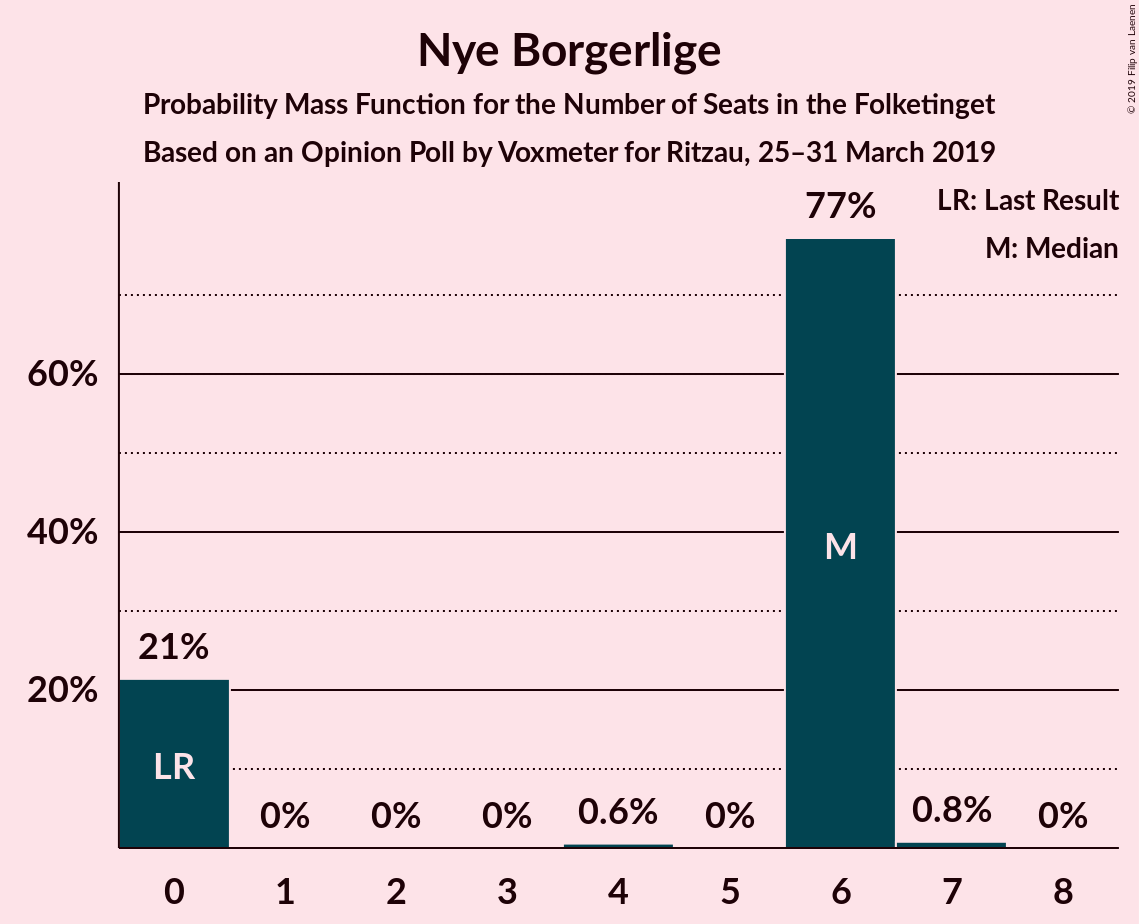 Nye Borgerlige
Probability Mass Function for the Number of Seats in the Folketinget
Based on an Opinion Poll by Voxmeter for Ritzau, 25–31 March 2019
© 2019 Filip van Laenen
LR: Last Result
M: Median
77%
60%
40%
M
21%
20%
LR
0%
0%
0%
0.6%
0%
0.8%
0%
0 1 2 3 4 5 6 7 8